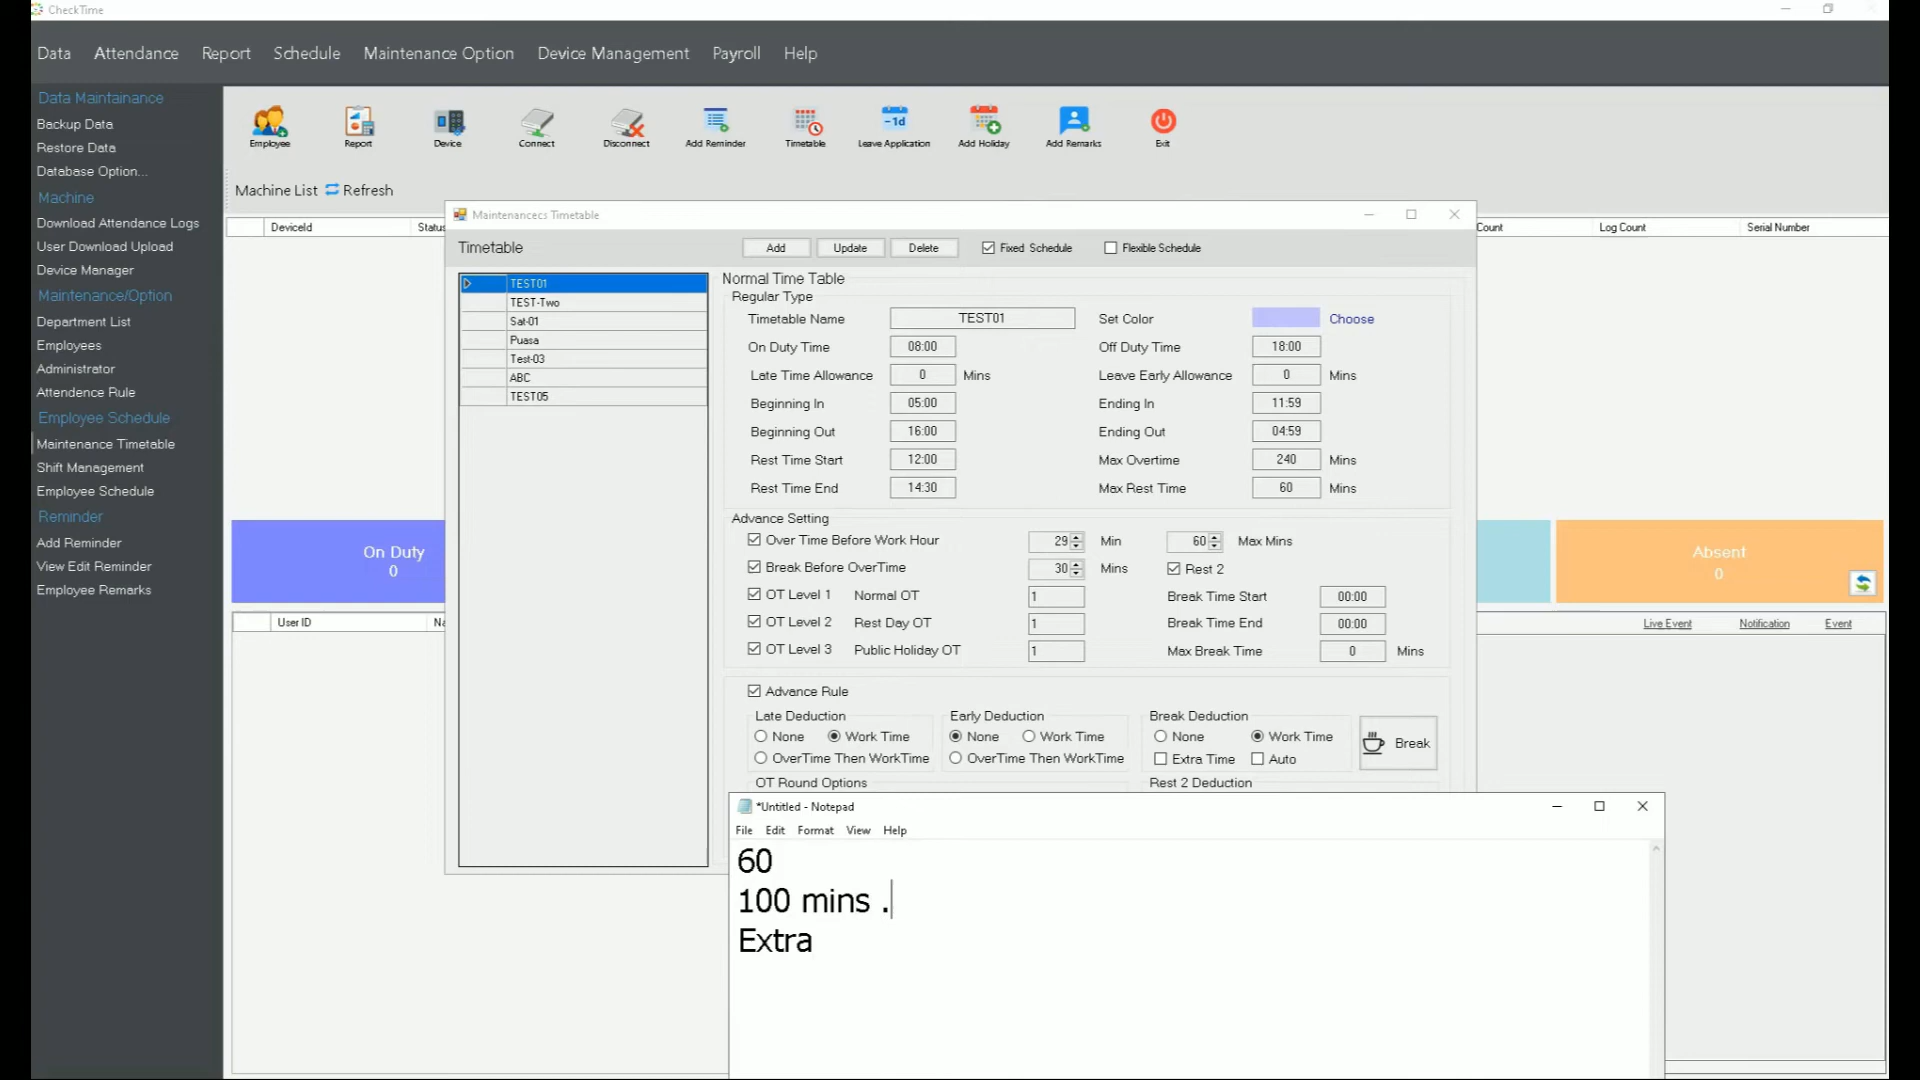 CheckTime
Data Attendance Report Schedule Maintenance Option Device Management Payroll Help
Data Maintainance
Backup Data
Restore Data
Database Option...
Machine
Download Attendance Logs
User Download Upload
Device Manager
Maintenance/Option
Department List
Employees
Administrator
Attendence Rule
Employee Schedule
Maintenance Timetable
Shift Management
Employee Schedule
Reminder
Add Reminder
View Edit Reminder
Employee Remarks
Employee Report Device Connect Disconnect Add Reminder Timetable Leave Application Add Holiday Add Remarks Exit
-1d
Machine List Refresh
DeviceId Status Count Log Count Serial Number
On Duty
0
Absent
0
User ID Na Live Event Notification Event
Maintenancecs Timetable
Timetable Add Update Delete Fixed Schedule Flexible Schedule
TEST01
TEST-Two
Sat-01
Puasa
Test-03
ABC
TEST05
Normal Time Table
Regular Type
Timetable Name TEST01 Set Color Choose
On Duty Time 08:00 Off Duty Time 18:00
Late Time Allowance 0 Mins Leave Early Allowance 0 Mins
Beginning In 05:00 Ending In 11:59
Beginning Out 16:00 Ending Out 04:59
Rest Time Start 12:00 Max Overtime 240 Mins
Rest Time End 14:30 Max Rest Time 60 Mins
Advance Setting
Over Time Before Work Hour 29 Min 60 Max Mins
Break Before OverTime 30 Mins Rest 2
OT Level 1 Normal OT 1 Break Time Start 00:00
OT Level 2 Rest Day OT 1 Break Time End 00:00
OT Level 3 Public Holiday OT 1 Max Break Time 0 Mins
Advance Rule
Late Deduction Early Deduction Break Deduction
None Work Time None Work Time None Work Time Break
OverTime Then WorkTime OverTime Then WorkTime Extra Time Auto
OT Round Options Rest 2 Deduction
*Untitled - Notepad
File Edit Format View Help
60
100 mins .
Extra